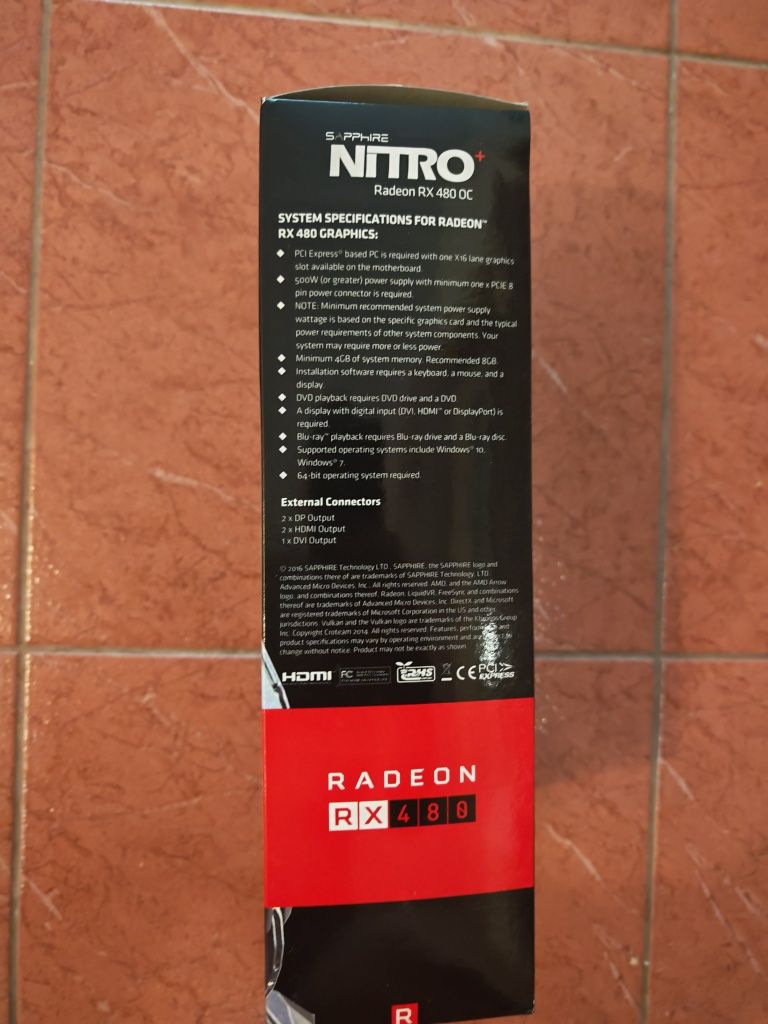 SAPPHIRE
NITRO+
Radeon RX 480 OC
SYSTEM SPECIFICATIONS FOR RADEON™
RX 480 GRAPHICS:
◆ PCI Express® based PC is required with one X16 lane graphics
slot available on the motherboard.
◆ 500W (or greater) power supply with minimum one x PCIE 8
pin power connector is required.
◆ NOTE: Minimum recommended system power supply
wattage is based on the specific graphics card and the typical
power requirements of other system components. Your
system may require more or less power.
◆ Minimum 4GB of system memory. Recommended 8GB.
◆ Installation software requires a keyboard, a mouse, and a
display.
◆ DVD playback requires DVD drive and a DVD.
◆ A display with digital input (DVI, HDMI™ or DisplayPort) is
required.
◆ Blu-ray™ playback requires Blu-ray drive and a Blu-ray disc.
◆ Supported operating systems include Windows® 10,
Windows® 7.
◆ 64-bit operating system required.
External Connectors
2 x DP Output
2 x HDMI Output
1 x DVI Output
© 2016 SAPPHIRE Technology LTD., SAPPHIRE, the SAPPHIRE logo and
combinations there of are trademarks of SAPPHIRE Technology, LTD.
Advanced Micro Devices, Inc. All rights reserved. AMD, and the AMD Arrow
logo, and combinations thereof, Radeon, LiquidVR, FreeSync and combinations
thereof are trademarks of Advanced Micro Devices, Inc. DirectX and Microsoft
are registered trademarks of Microsoft Corporation in the US and other
jurisdictions. Vulkan and the Vulkan logo are trademarks of the Khronos Group
Inc. Copyright Croteam 2014. All rights reserved. Features, performance and
product specifications may vary by operating environment and are subject to
change without notice. Product may not be exactly as shown.
HDMI FC RoHS CE PCI EXPRESS
RADEON
RX 480
R